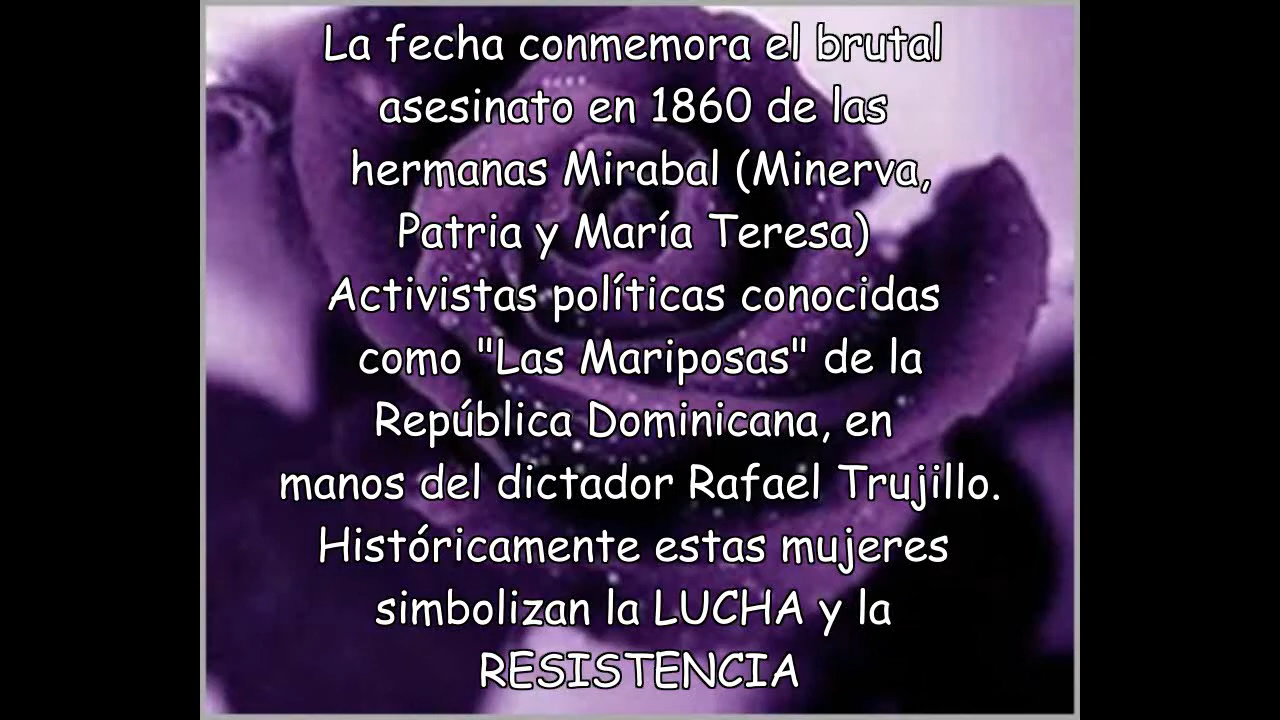 La fecha conmemora el brutal
asesinato en 1860 de las
hermanas Mirabal (Minerva,
Patria y María Teresa)
Activistas políticas conocidas
como "Las Mariposas" de la
República Dominicana, en
manos del dictador Rafael Trujillo.
Históricamente estas mujeres
simbolizan la LUCHA y la
RESISTENCIA